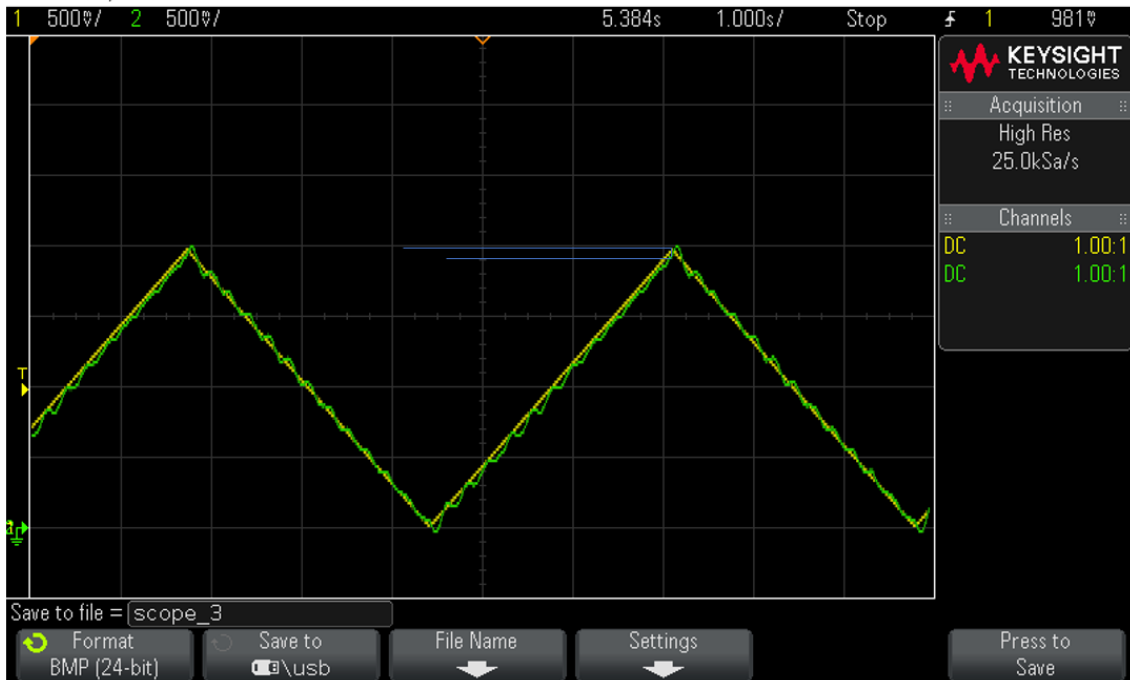 1 500mV/ 2 500mV/ 5.384s 1.000s/ Stop 1 981mV
KEYSIGHT
TECHNOLOGIES
Acquisition
High Res
25.0kSa/s
Channels
DC 1.00:1
DC 1.00:1
T
Save to file = scope_3
Format
BMP (24-bit)
Save to
\usb
File Name
Settings
Press to
Save